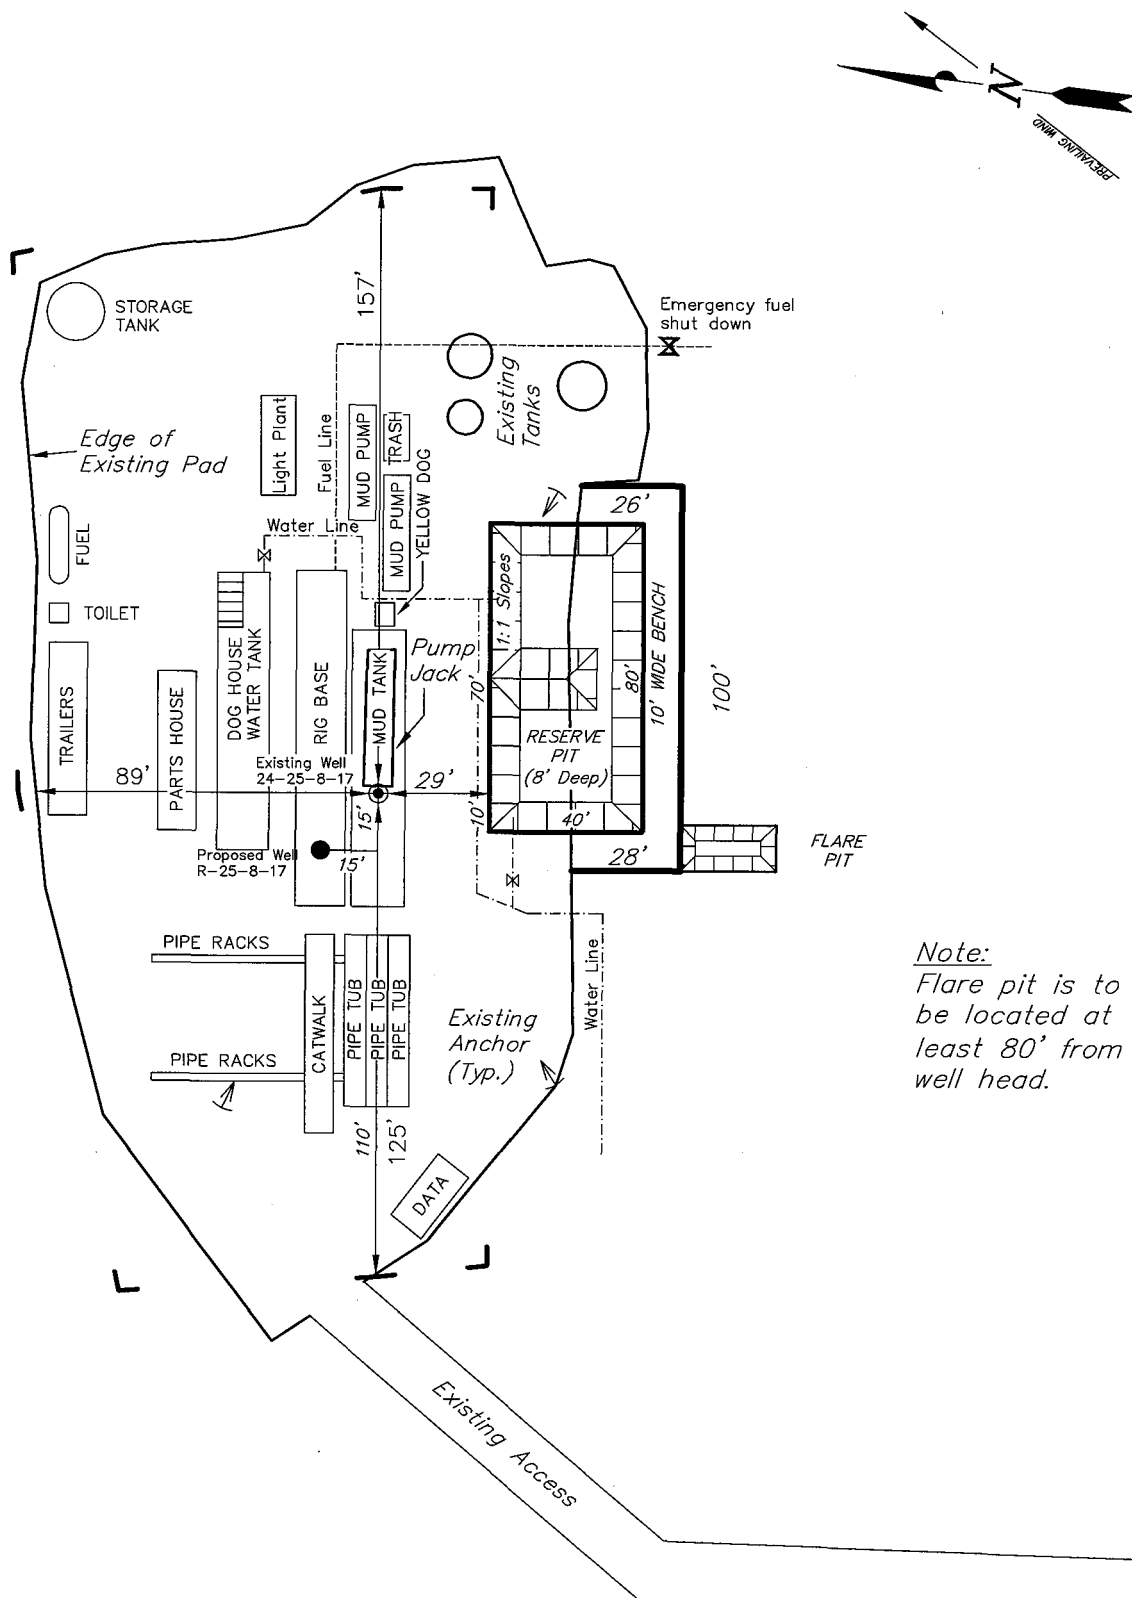 N
PREVAILING WIND
157'
STORAGE
TANK
Emergency fuel
shut down
Existing
Tanks
Edge of
Existing Pad
Light Plant
Fuel Line
MUD PUMP
TRASH
MUD PUMP
YELLOW DOG
Water Line
FUEL
TOILET
26'
1:1 Slopes
10' WIDE BENCH
100'
80'
70'
TRAILERS
PARTS HOUSE
DOG HOUSE
WATER TANK
RIG BASE
MUD TANK
Pump
Jack
RESERVE
PIT
(8' Deep)
Existing Well
24-25-8-17
89'
29'
15'
10'
40'
Proposed Well
R-25-8-17
15'
28'
FLARE
PIT
PIPE RACKS
CATWALK
PIPE TUB
PIPE TUB
PIPE TUB
PIPE RACKS
Existing
Anchor
(Typ.)
Water Line
Note:
Flare pit is to
be located at
least 80' from
well head.
110'
125'
DATA
Existing Access